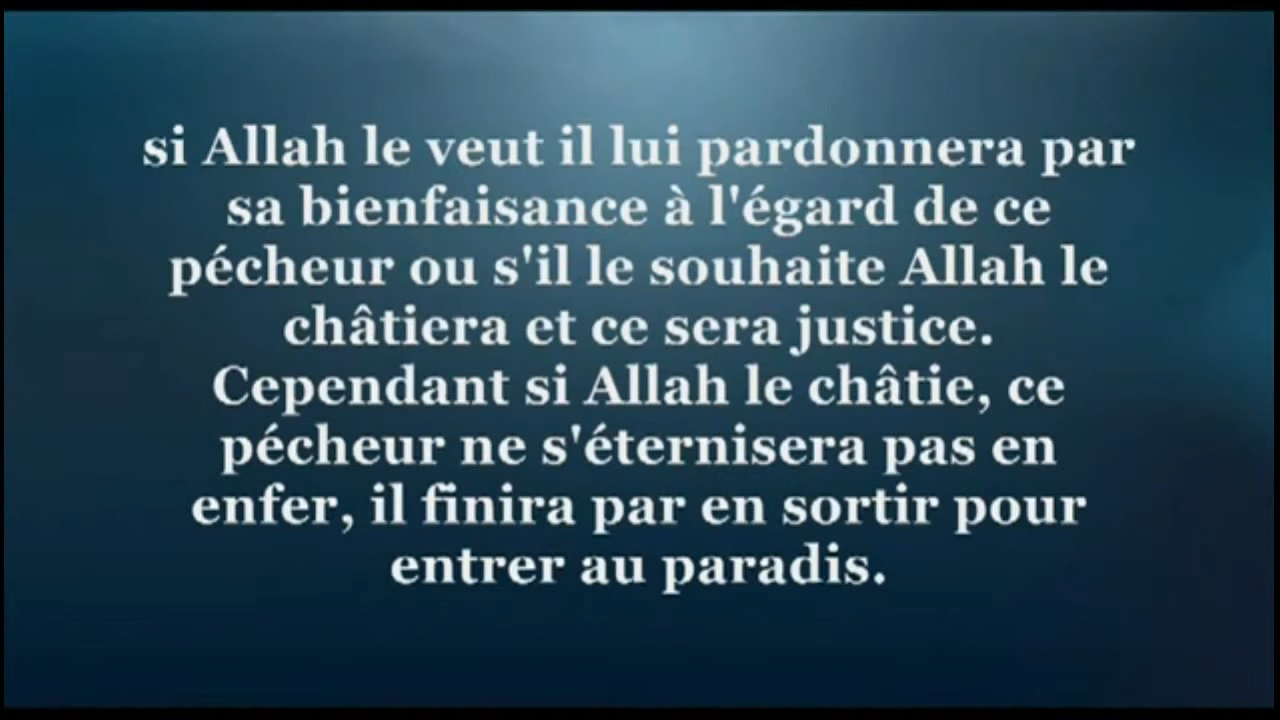 si Allah le veut il lui pardonnera par
sa bienfaisance à l'égard de ce
pécheur ou s'il le souhaite Allah le
châtiera et ce sera justice.
Cependant si Allah le châtie, ce
pécheur ne s'éternisera pas en
enfer, il finira par en sortir pour
entrer au paradis.